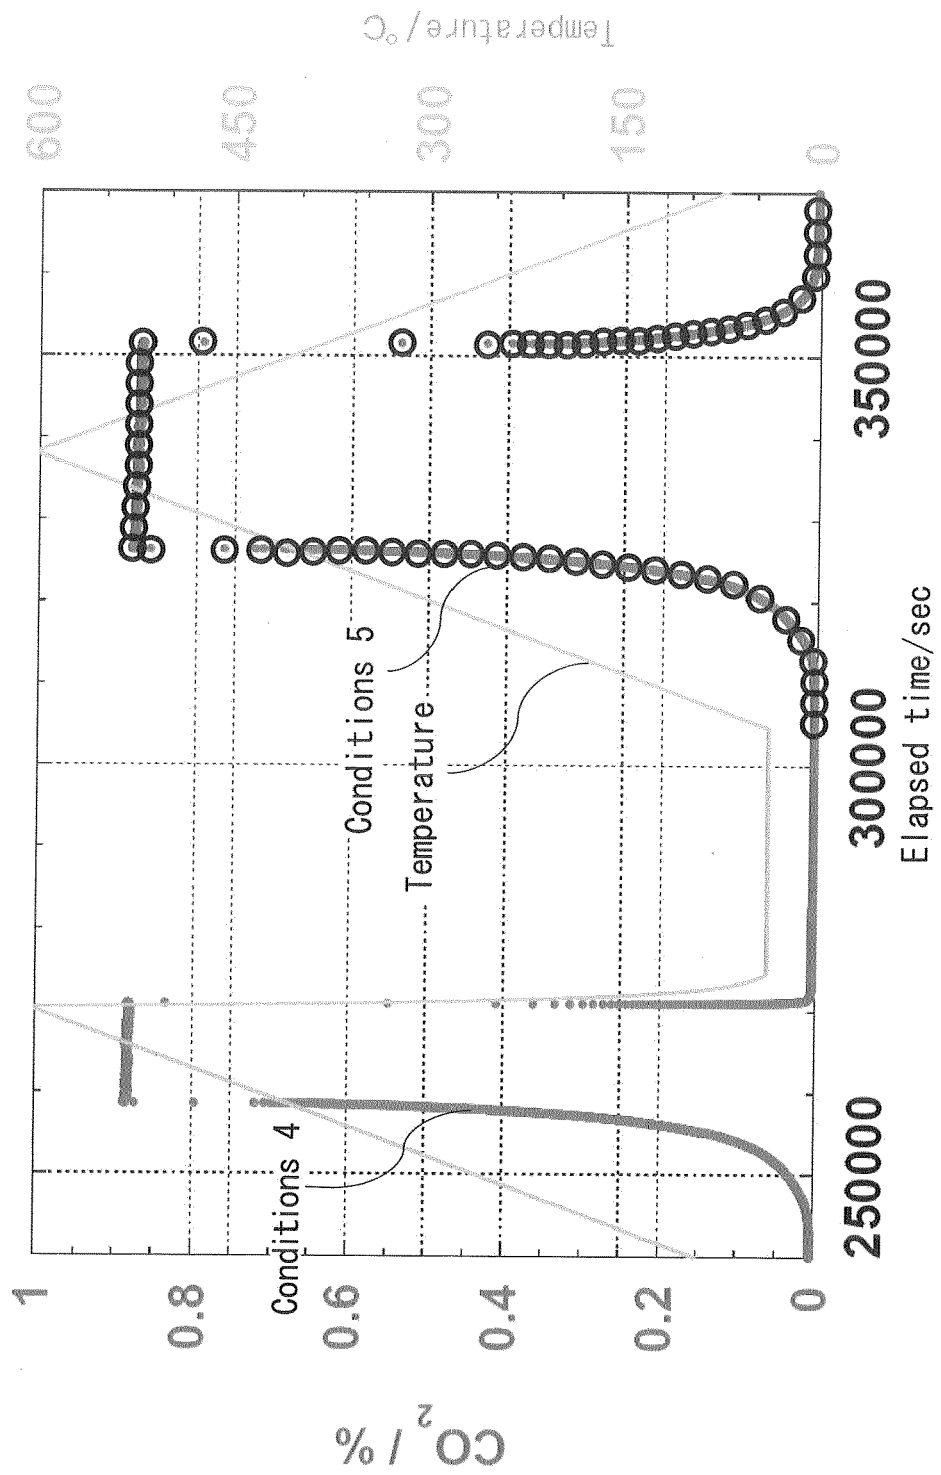 CO2 / %
1
0.8
0.6
0.4
0.2
0
Conditions 4
Conditions 5
Temperature
250000
300000
350000
Elapsed time/sec
600
450
300
150
0
Temperature/°C